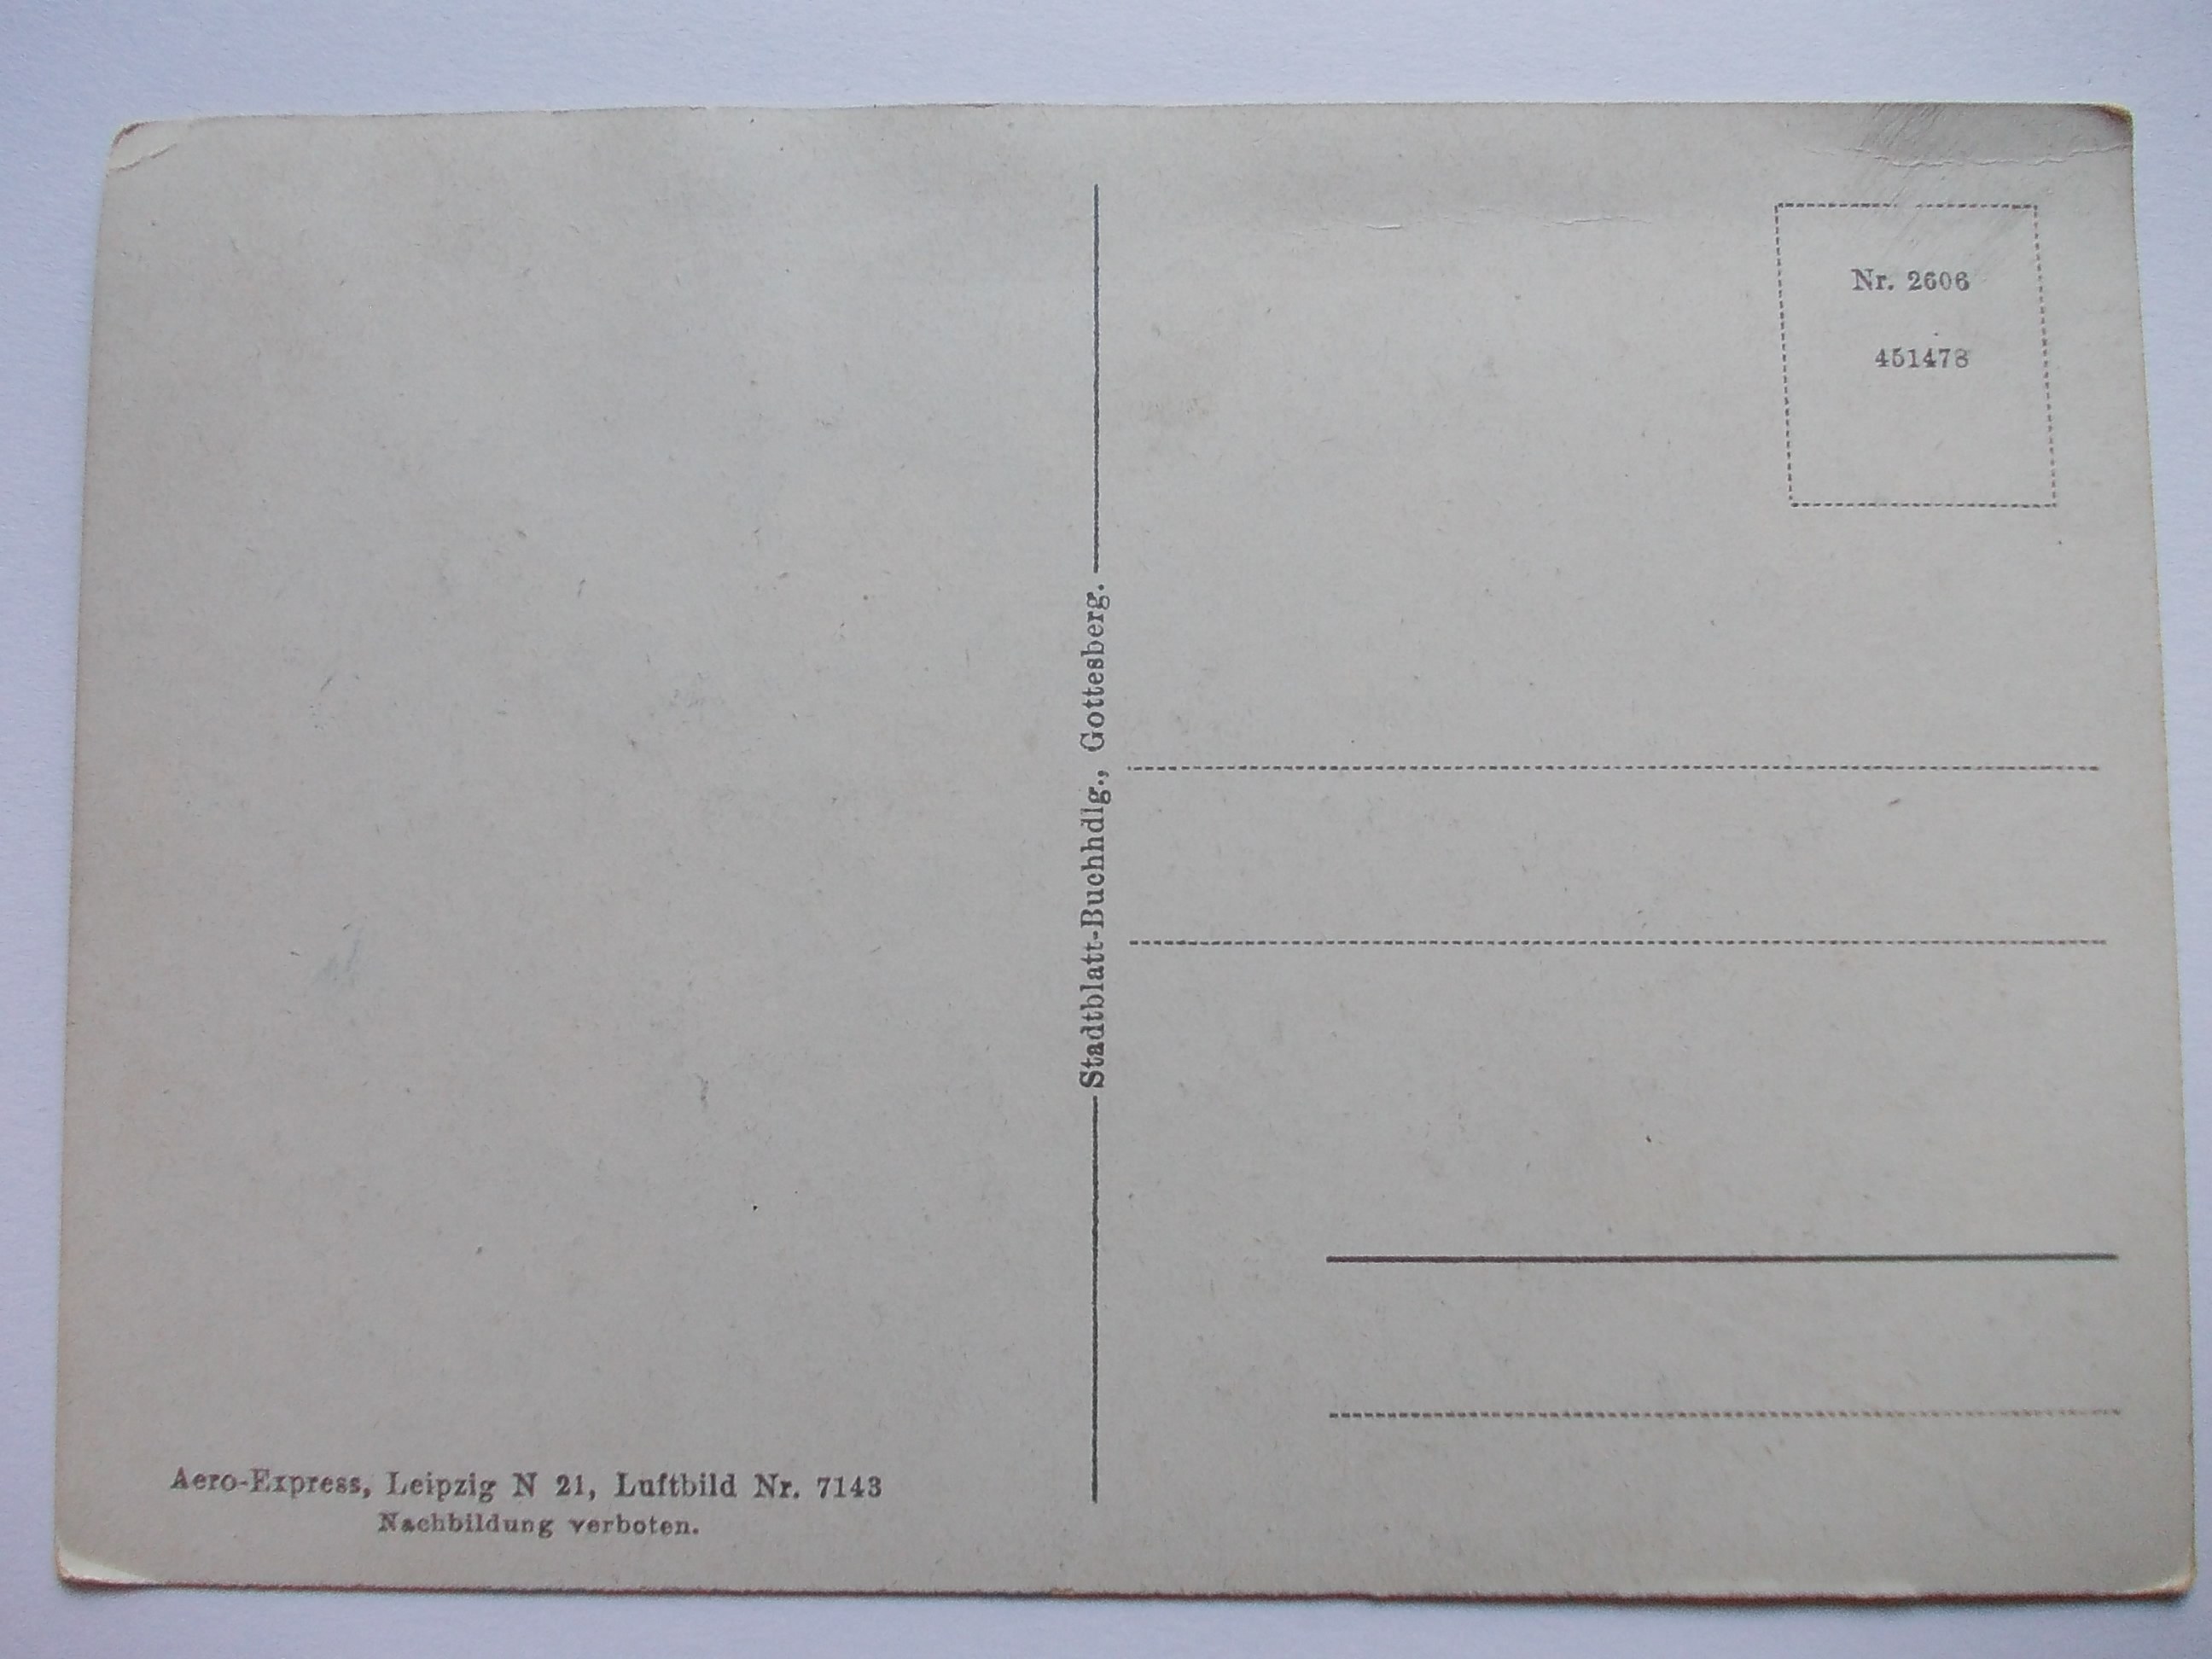 Nr. 2606
451478
Stadtblatt-Buchhdlg., Gottesberg.
Aero-Express, Leipzig N 21, Luftbild Nr. 7143
Nachbildung verboten.